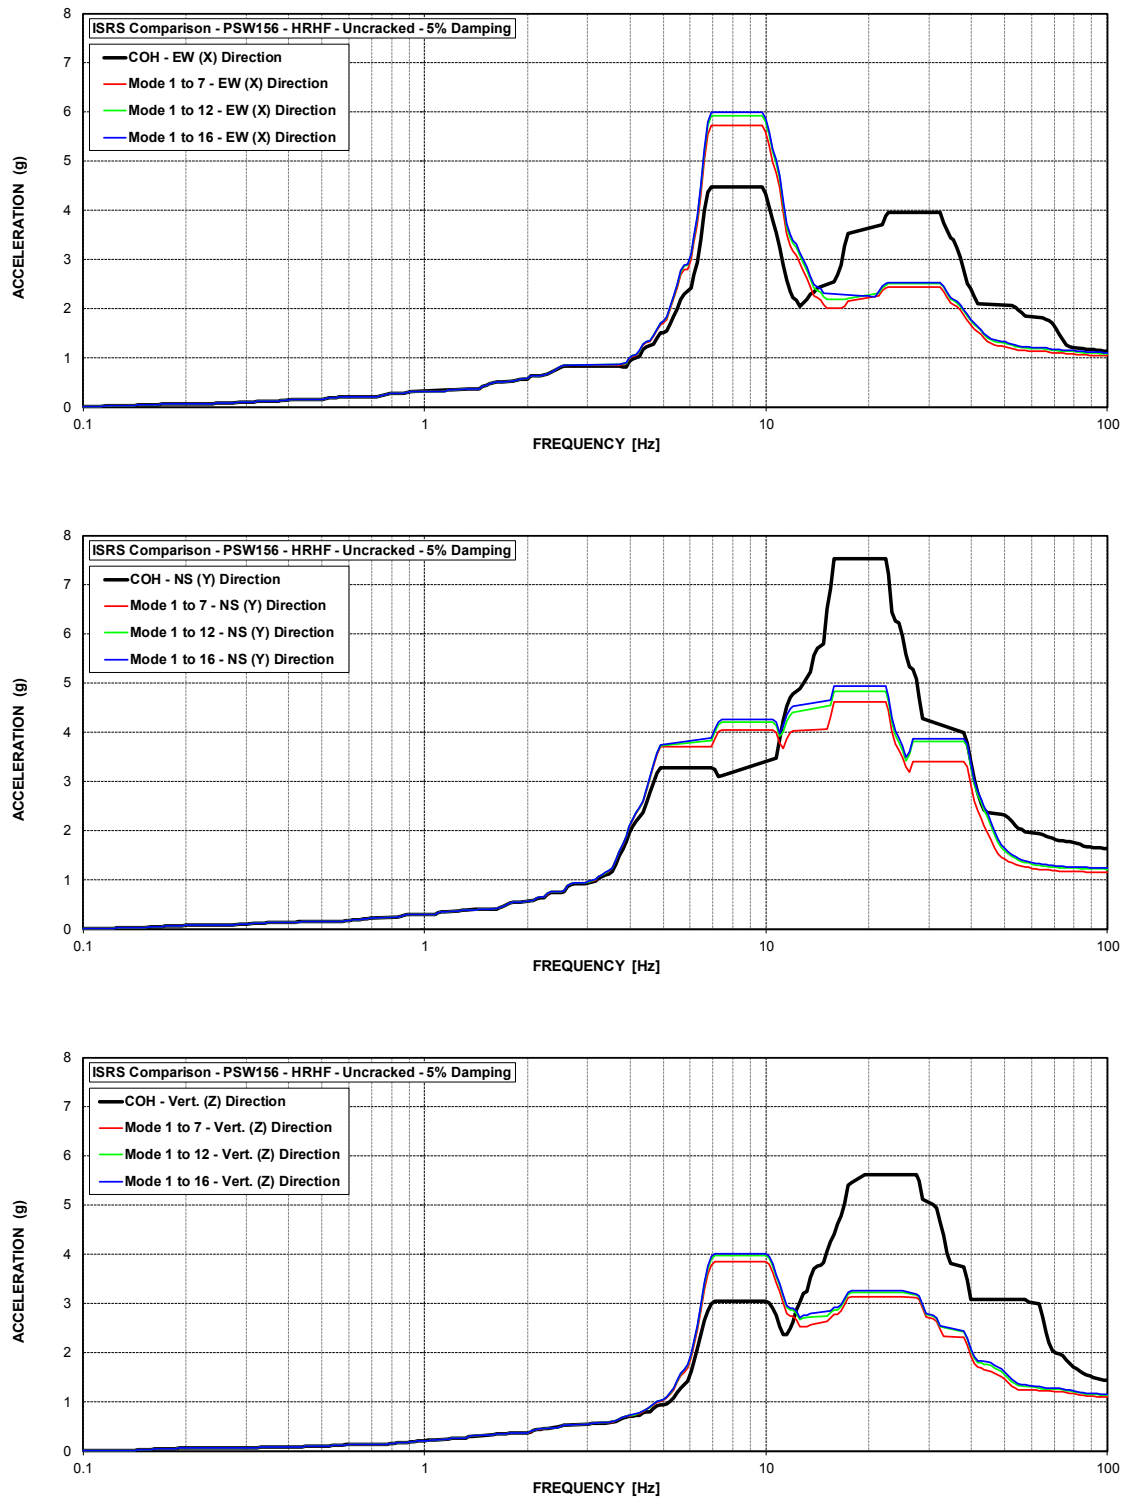 ISRS Comparison - PSW156 - HRHF - Uncracked - 5% Damping
COH - EW (X) Direction
Mode 1 to 7 - EW (X) Direction
Mode 1 to 12 - EW (X) Direction
Mode 1 to 16 - EW (X) Direction
ACCELERATION (g)
8
7
6
5
4
3
2
1
0
0.1
1
10
100
FREQUENCY [Hz]
ISRS Comparison - PSW156 - HRHF - Uncracked - 5% Damping
COH - NS (Y) Direction
Mode 1 to 7 - NS (Y) Direction
Mode 1 to 12 - NS (Y) Direction
Mode 1 to 16 - NS (Y) Direction
ACCELERATION (g)
8
7
6
5
4
3
2
1
0
0.1
1
10
100
FREQUENCY [Hz]
ISRS Comparison - PSW156 - HRHF - Uncracked - 5% Damping
COH - Vert. (Z) Direction
Mode 1 to 7 - Vert. (Z) Direction
Mode 1 to 12 - Vert. (Z) Direction
Mode 1 to 16 - Vert. (Z) Direction
ACCELERATION (g)
8
7
6
5
4
3
2
1
0
0.1
1
10
100
FREQUENCY [Hz]